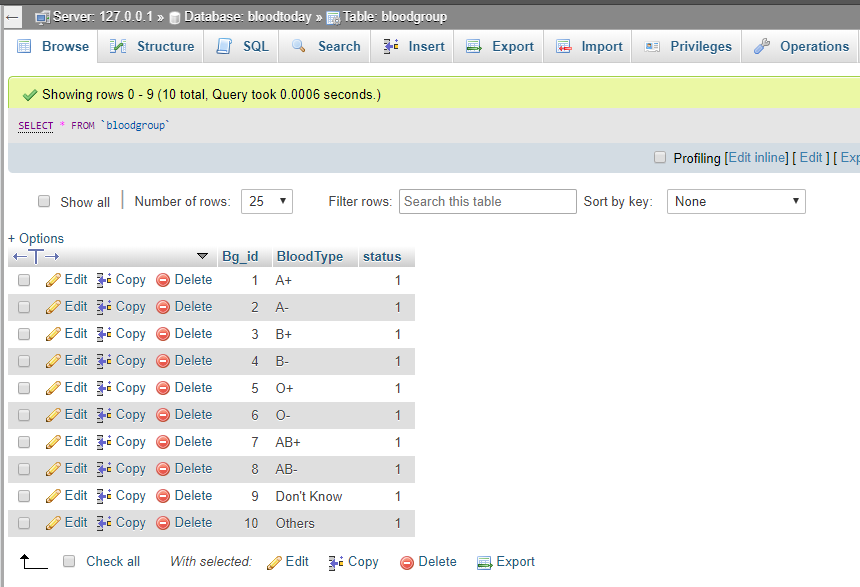 Server: 127.0.0.1 » Database: bloodtoday » Table: bloodgroup
Browse Structure SQL Search Insert Export Import Privileges Operations
Showing rows 0 - 9 (10 total, Query took 0.0006 seconds.)
SELECT * FROM `bloodgroup`
Profiling [Edit inline] [ Edit ] [ Exp
Show all Number of rows: 25 Filter rows: Search this table Sort by key: None
+ Options
Bg_id BloodType status
Edit Copy Delete 1 A+ 1
Edit Copy Delete 2 A- 1
Edit Copy Delete 3 B+ 1
Edit Copy Delete 4 B- 1
Edit Copy Delete 5 O+ 1
Edit Copy Delete 6 O- 1
Edit Copy Delete 7 AB+ 1
Edit Copy Delete 8 AB- 1
Edit Copy Delete 9 Don't Know 1
Edit Copy Delete 10 Others 1
Check all With selected: Edit Copy Delete Export